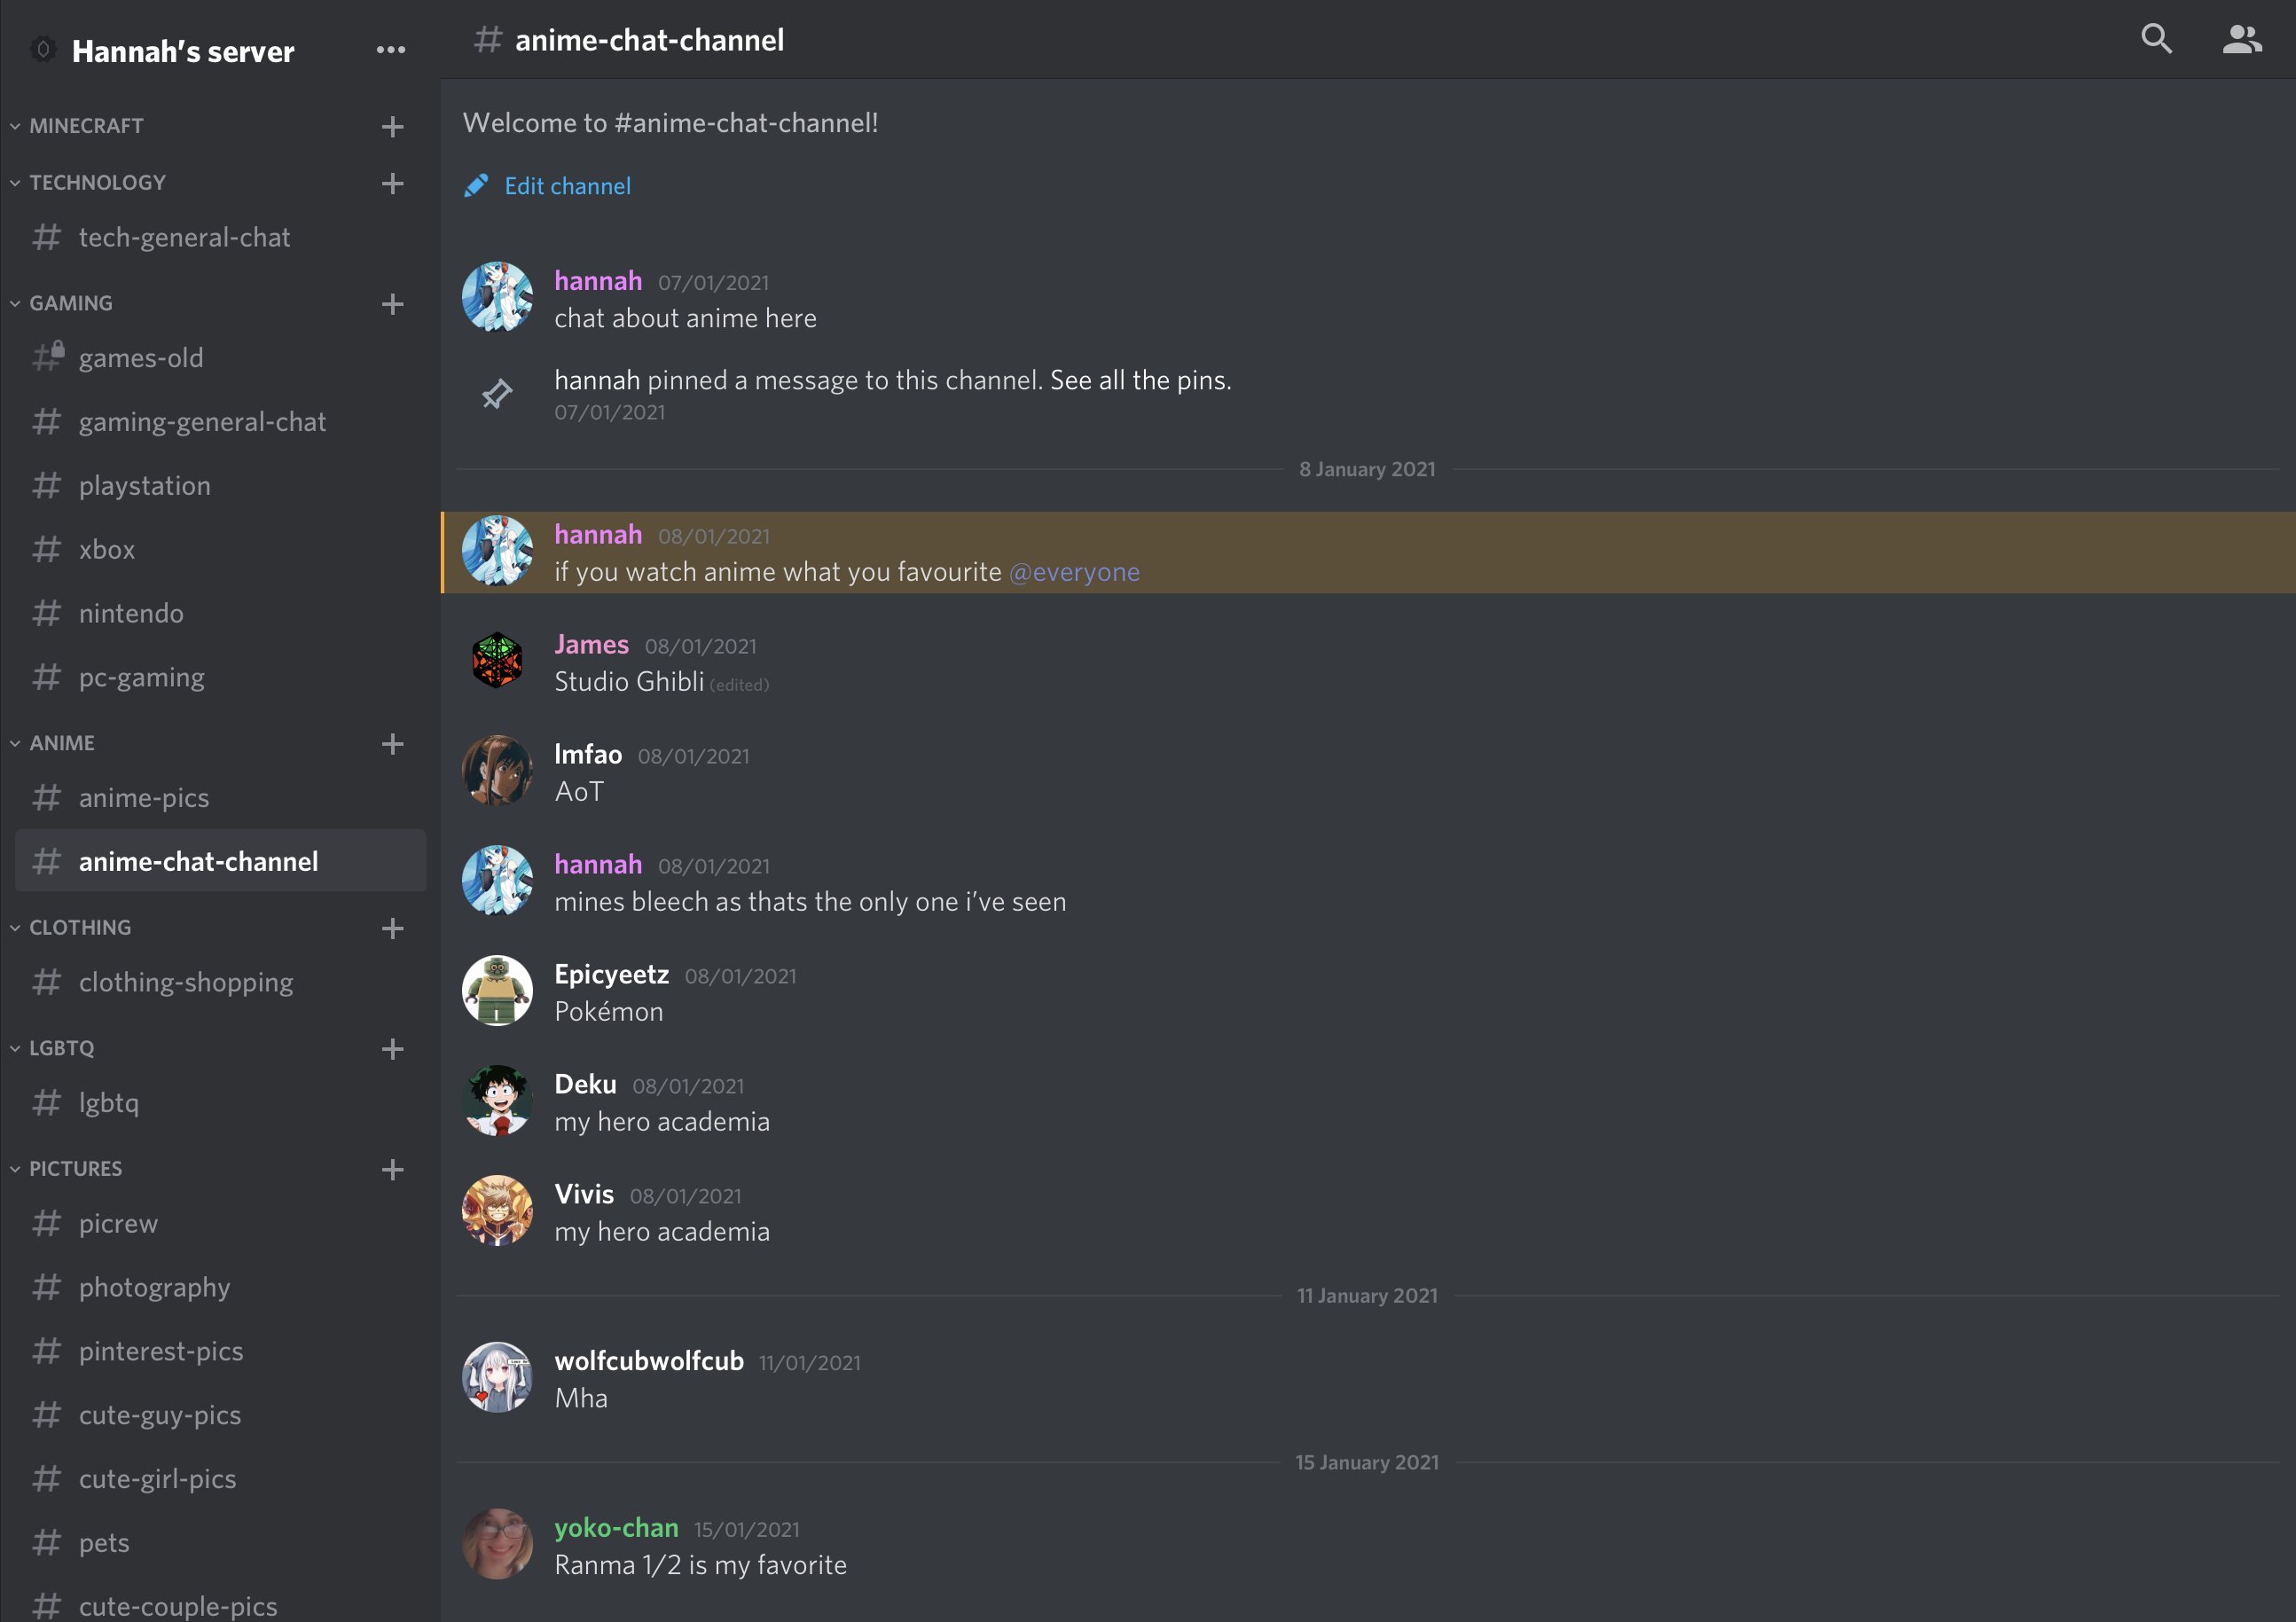 Hannah's server
MINECRAFT
TECHNOLOGY
tech-general-chat
GAMING
games-old
gaming-general-chat
playstation
xbox
nintendo
pc-gaming
ANIME
anime-pics
anime-chat-channel
CLOTHING
clothing-shopping
LGBTQ
lgbtq
PICTURES
picrew
photography
pinterest-pics
cute-guy-pics
cute-girl-pics
pets
cute-couple-pics
# anime-chat-channel
Welcome to #anime-chat-channel!
Edit channel
hannah 07/01/2021
chat about anime here
hannah pinned a message to this channel. See all the pins.
07/01/2021
8 January 2021
hannah 08/01/2021
if you watch anime what you favourite @everyone
James 08/01/2021
Studio Ghibli (edited)
lmfao 08/01/2021
AoT
hannah 08/01/2021
mines bleech as thats the only one i've seen
Epicyeetz 08/01/2021
Pokémon
Deku 08/01/2021
my hero academia
Vivis 08/01/2021
my hero academia
11 January 2021
wolfcubwolfcub 11/01/2021
Mha
15 January 2021
yoko-chan 15/01/2021
Ranma 1/2 is my favorite